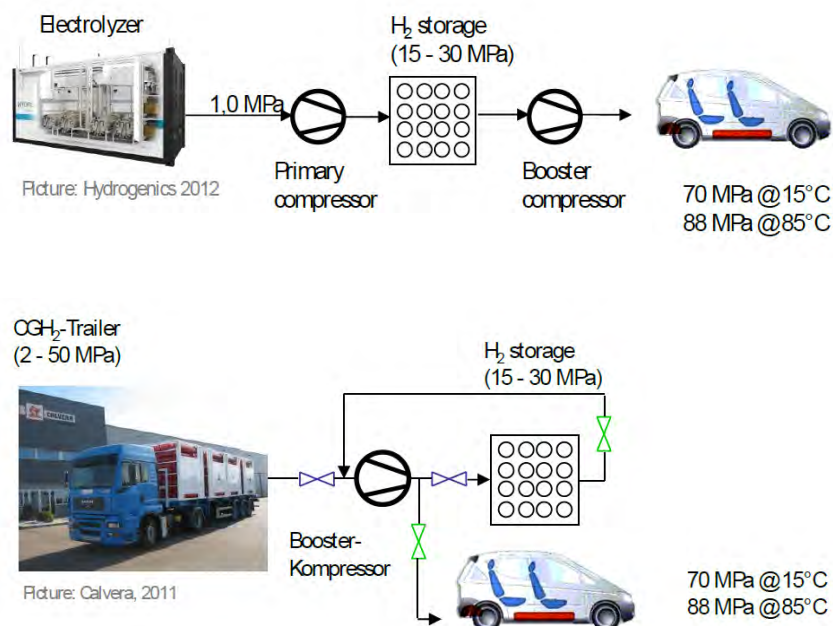 Electrolyzer
H₂ storage
(15 - 30 MPa)
1,0 MPa
Primary
compressor
Booster
compressor
Picture: Hydrogenics 2012
70 MPa @15°C
88 MPa @85°C
CGH₂-Trailer
(2 - 50 MPa)
H₂ storage
(15 - 30 MPa)
CALVERA
Booster-
Kompressor
Picture: Calvera, 2011
70 MPa @15°C
88 MPa @85°C